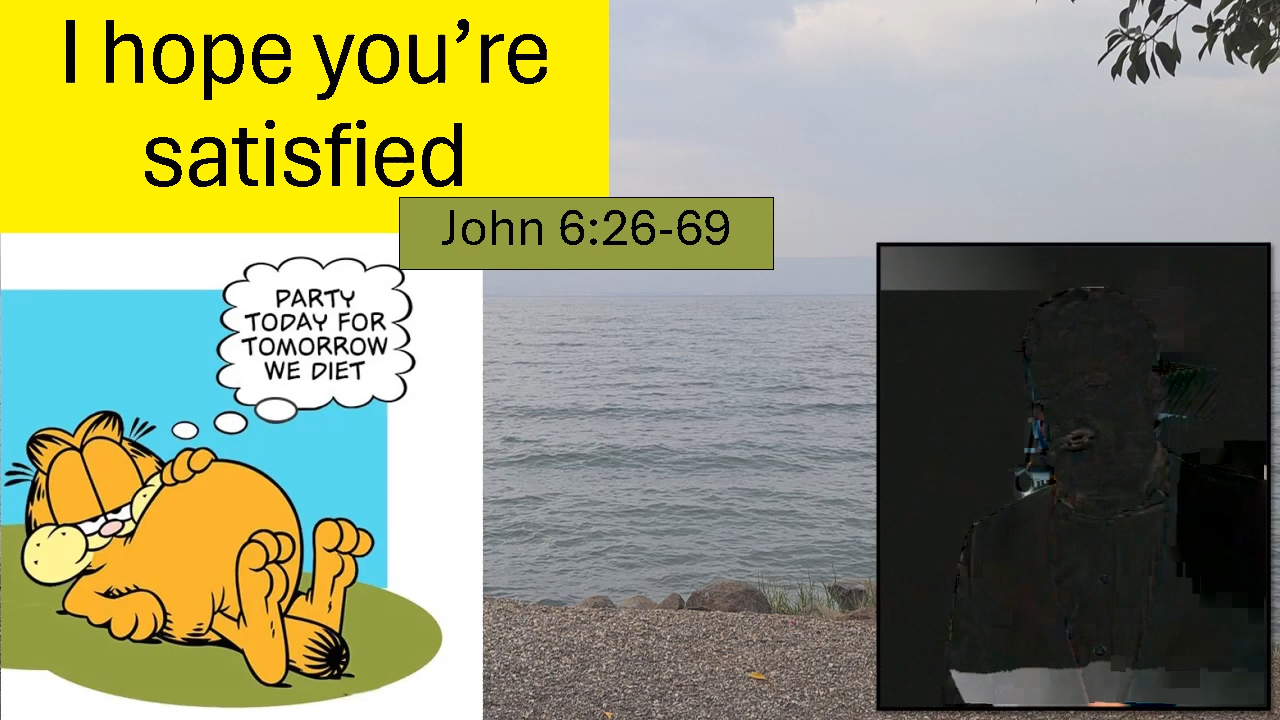 I hope you’re
satisfied
John 6:26-69
PARTY
TODAY FOR
TOMORROW
WE DIET